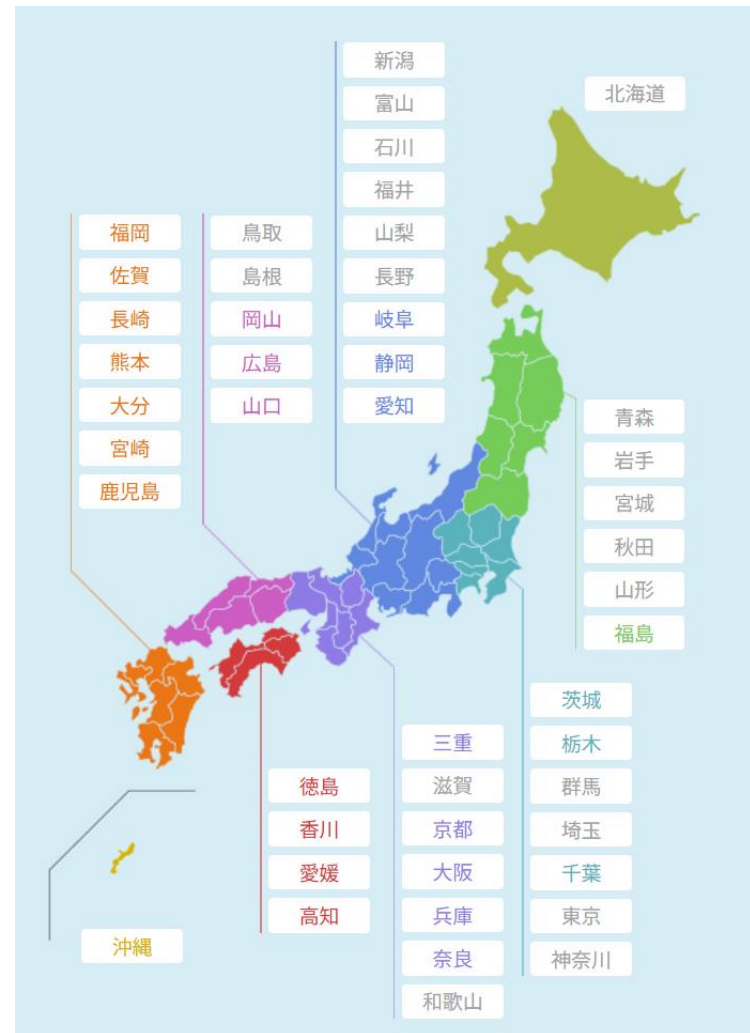 新潟
富山
石川
福井
山梨
長野
岐阜
静岡
愛知
北海道
福岡
佐賀
長崎
熊本
大分
宮崎
鹿児島
鳥取
島根
岡山
広島
山口
青森
岩手
宮城
秋田
山形
福島
茨城
栃木
群馬
埼玉
千葉
東京
神奈川
三重
滋賀
京都
大阪
兵庫
奈良
和歌山
徳島
香川
愛媛
高知
沖縄